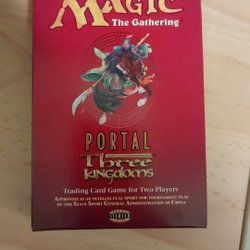 MAGIC
The Gathering
PORTAL
Three
Kingdoms
Trading Card Game for Two Players
Approved as an intellectual sport for tournament play
by the State Sport General Administration of China
STARTER